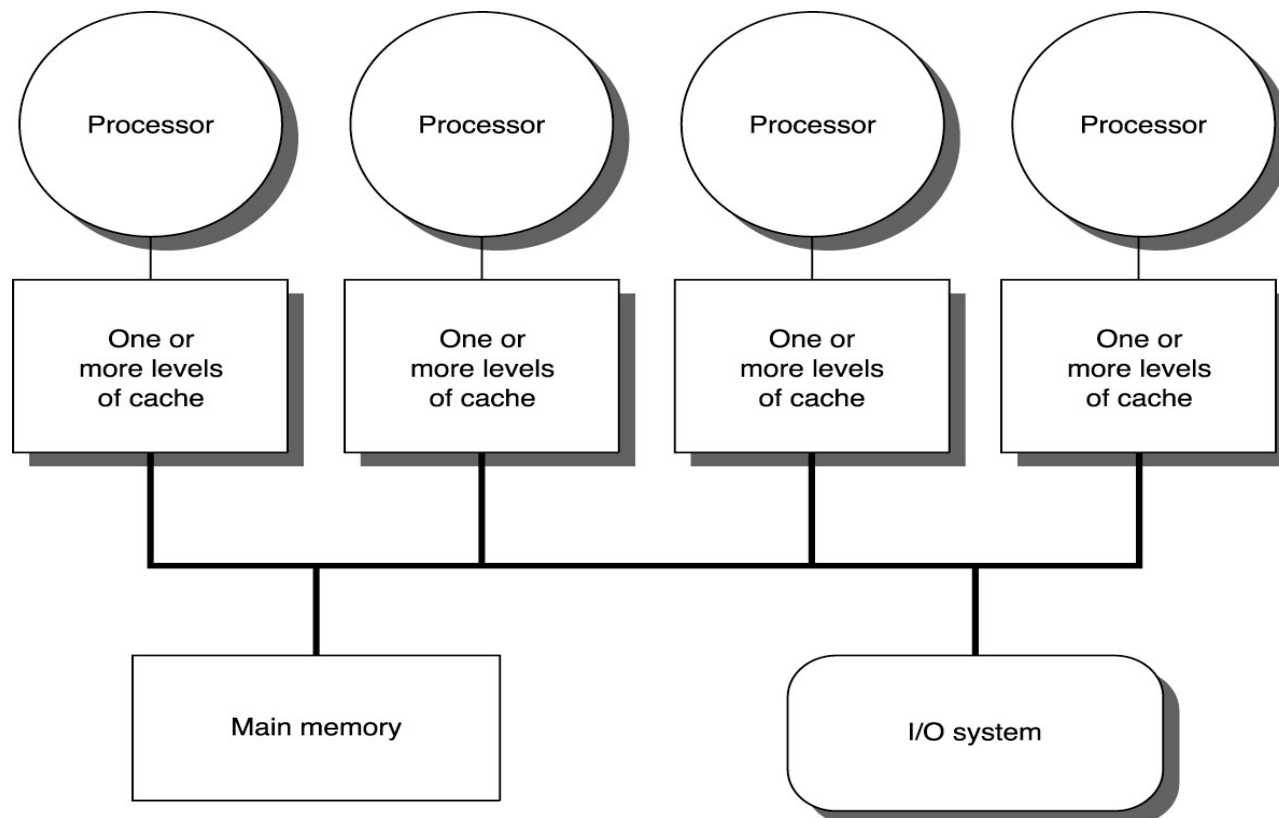 Processor
Processor
Processor
Processor
One or
more levels
of cache
One or
more levels
of cache
One or
more levels
of cache
One or
more levels
of cache
Main memory
I/O system